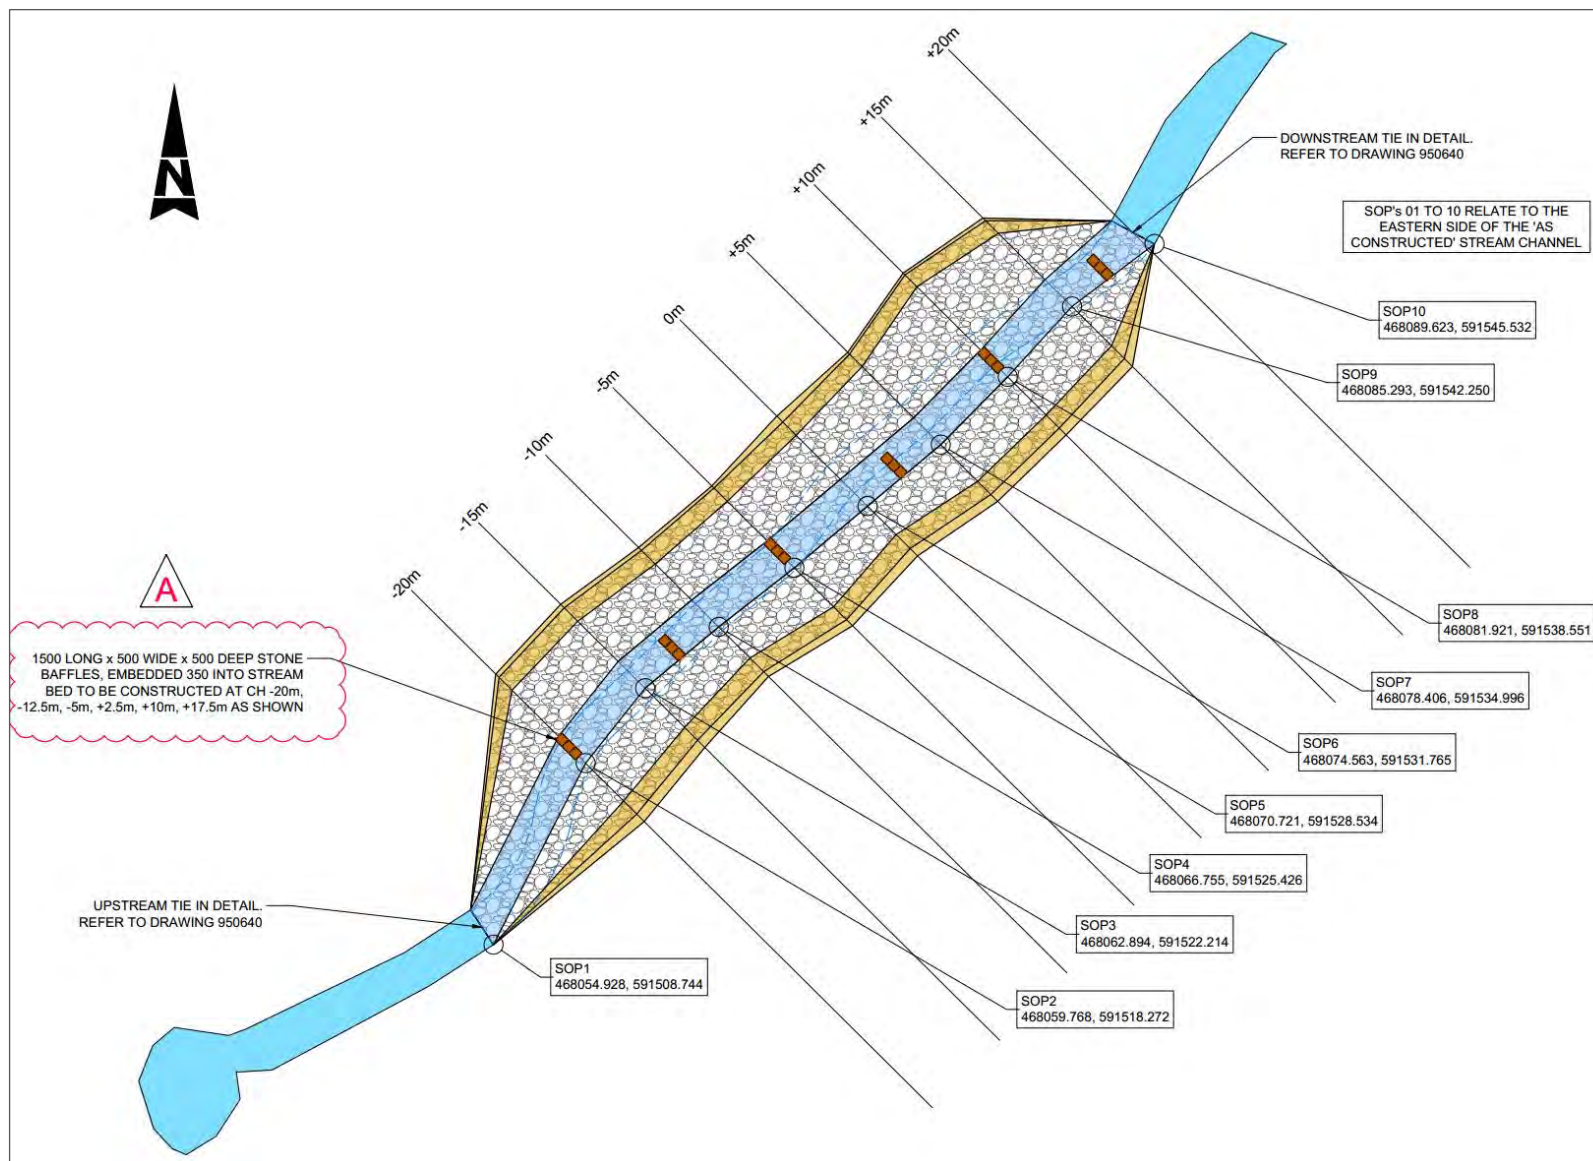 +20m
+15m
+10m
+5m
0m
-5m
-10m
-15m
-20m
N
DOWNSTREAM TIE IN DETAIL.
REFER TO DRAWING 950640
SOP's 01 TO 10 RELATE TO THE
EASTERN SIDE OF THE 'AS
CONSTRUCTED' STREAM CHANNEL
SOP10
468089.623, 591545.532
SOP9
468085.293, 591542.250
SOP8
468081.921, 591538.551
SOP7
468078.406, 591534.996
SOP6
468074.563, 591531.765
SOP5
468070.721, 591528.534
SOP4
468066.755, 591525.426
SOP3
468062.894, 591522.214
SOP2
468059.768, 591518.272
SOP1
468054.928, 591508.744
A
1500 LONG x 500 WIDE x 500 DEEP STONE
BAFFLES, EMBEDDED 350 INTO STREAM
BED TO BE CONSTRUCTED AT CH -20m,
-12.5m, -5m, +2.5m, +10m, +17.5m AS SHOWN
UPSTREAM TIE IN DETAIL.
REFER TO DRAWING 950640